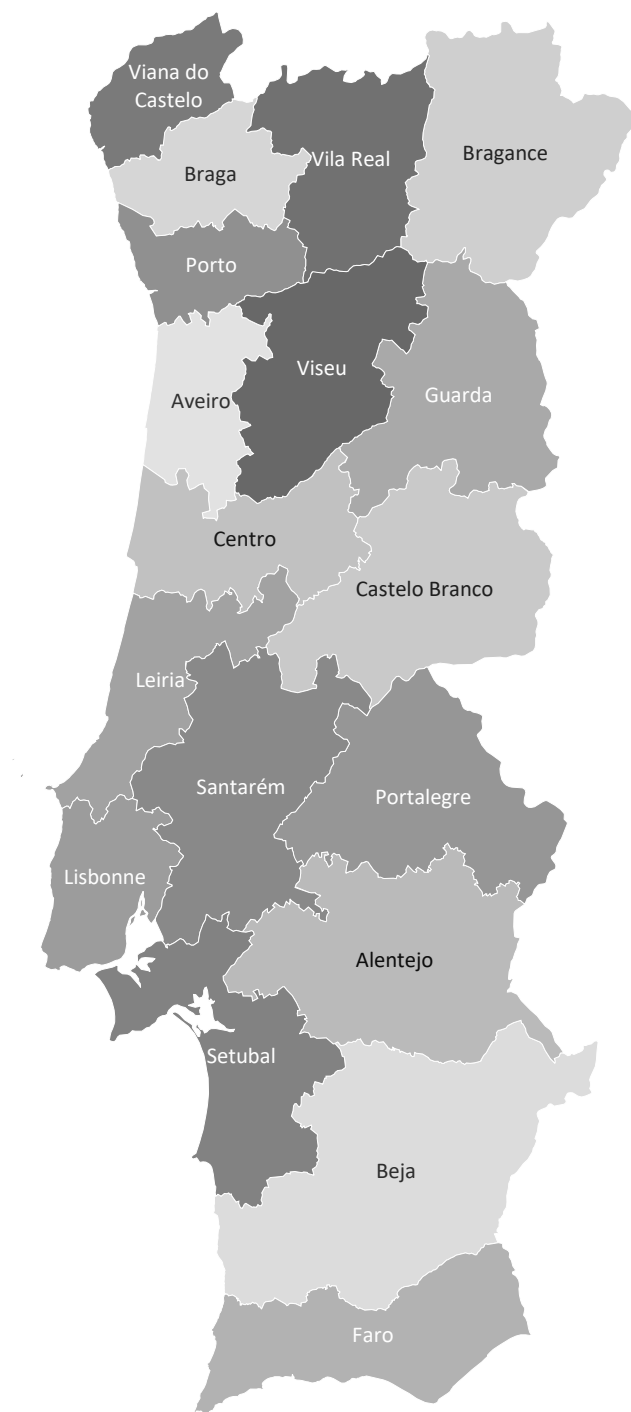 Viana do
Castelo
Braga
Vila Real
Bragance
Porto
Viseu
Aveiro
Guarda
Centro
Castelo Branco
Leiria
Santarém
Portalegre
Lisbonne
Alentejo
Setubal
Beja
Faro